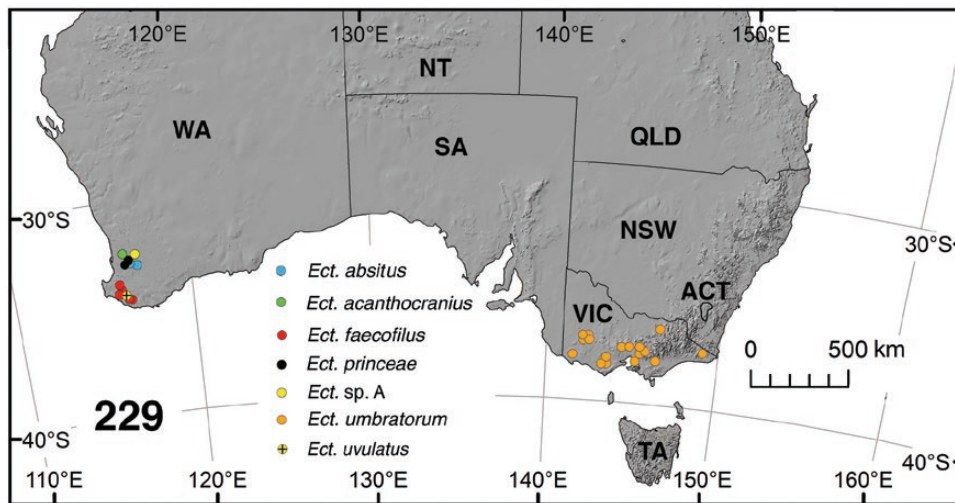 120°E 130°E 140°E 150°E
NT
WA
SA
QLD
30°S
NSW
30°S
ACT
VIC
Ect. absitus
Ect. acanthocranius
Ect. faecofilus
Ect. princeae
Ect. sp. A
Ect. umbratorum
Ect. uvulatus
0 500 km
229
40°S
TA
40°S
110°E 120°E 130°E 140°E 150°E 160°E